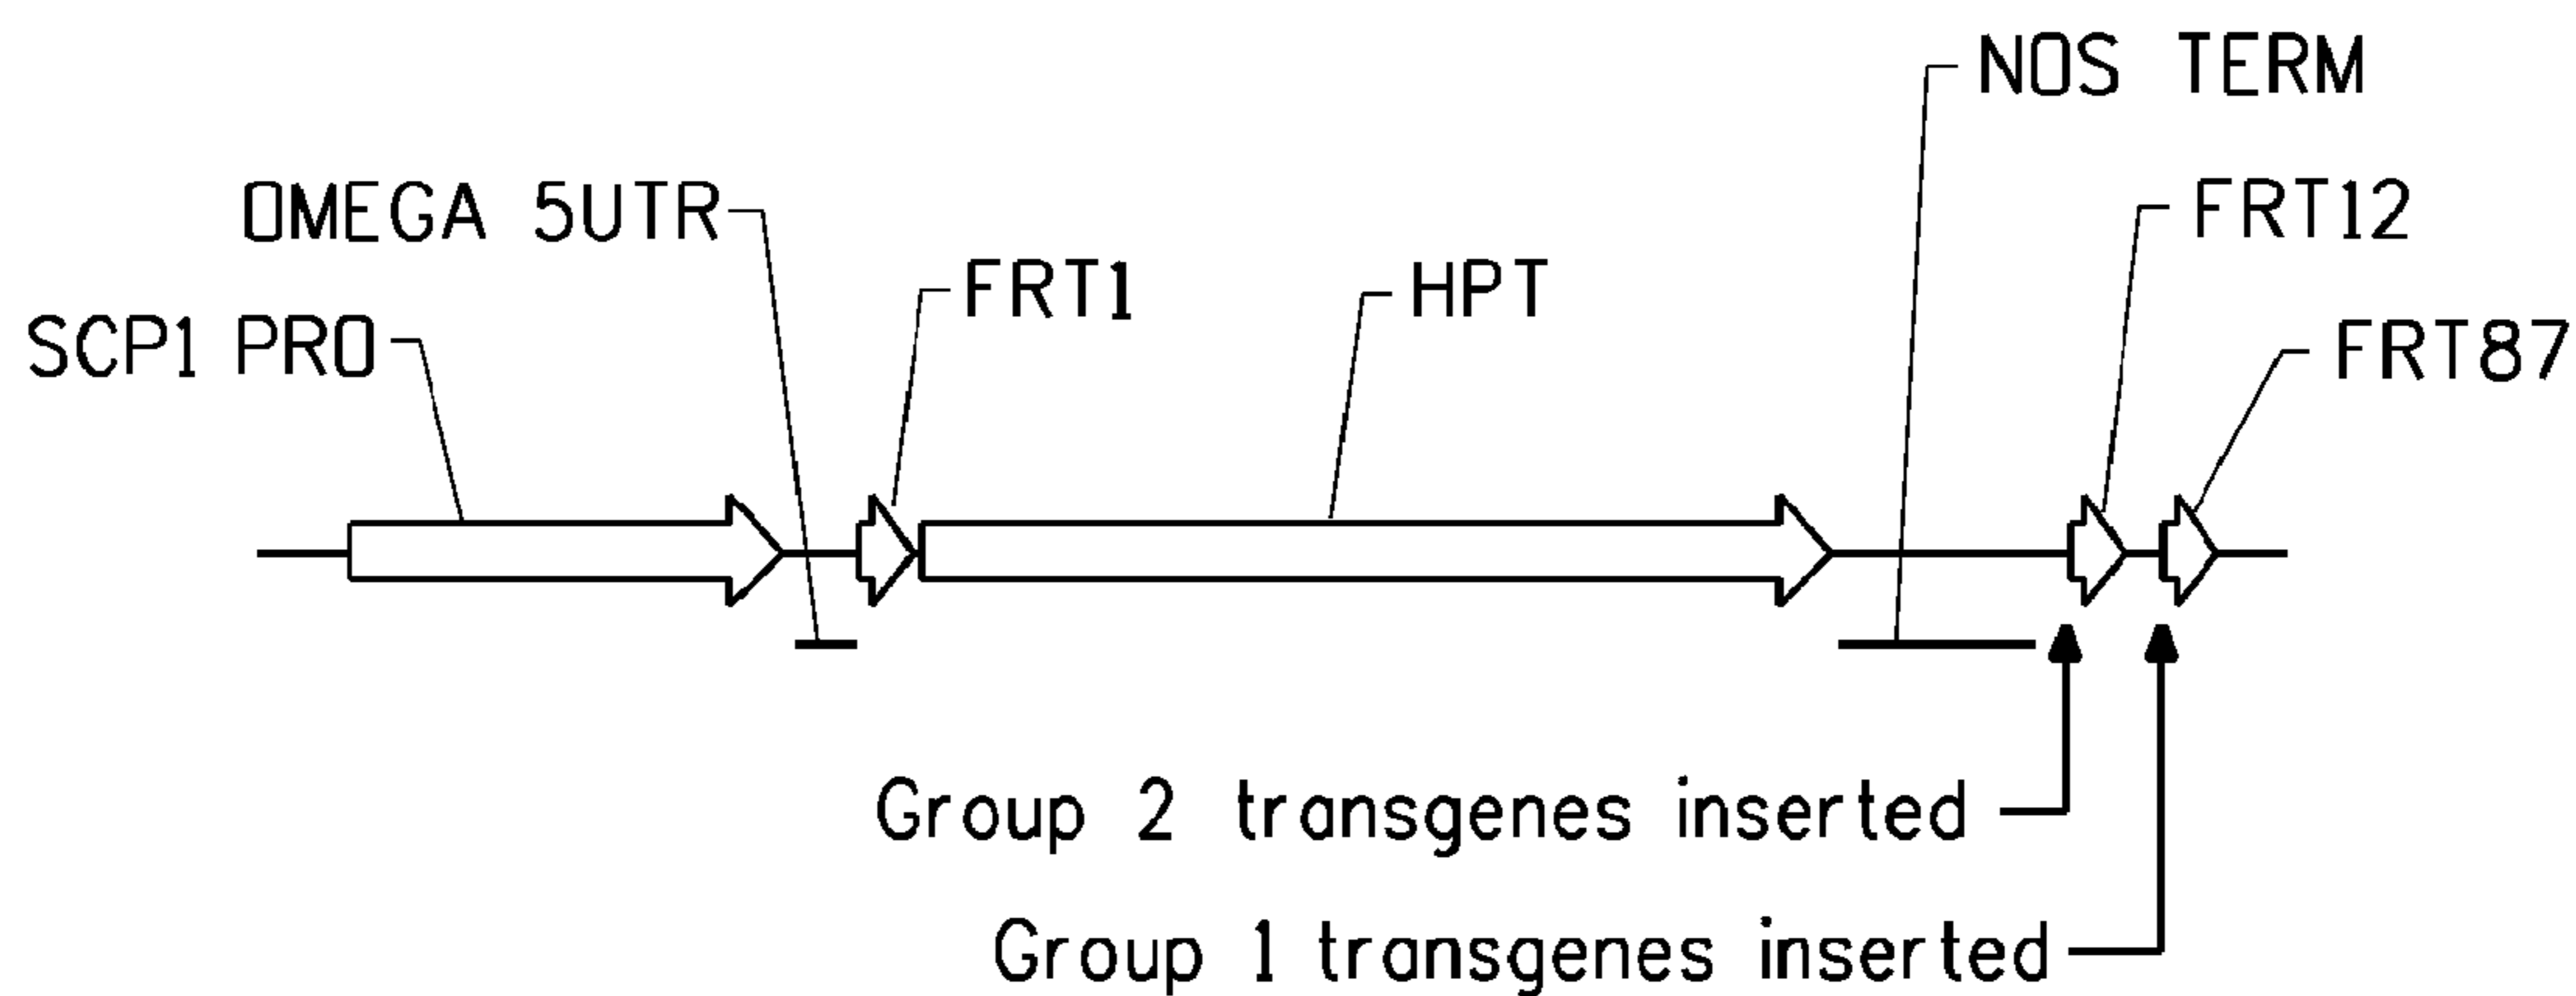 NOS TERM
OMEGA 5UTR
FRT12
FRT1
HPT
SCP1 PRO
FRT87
Group 2 transgenes inserted
Group 1 transgenes inserted